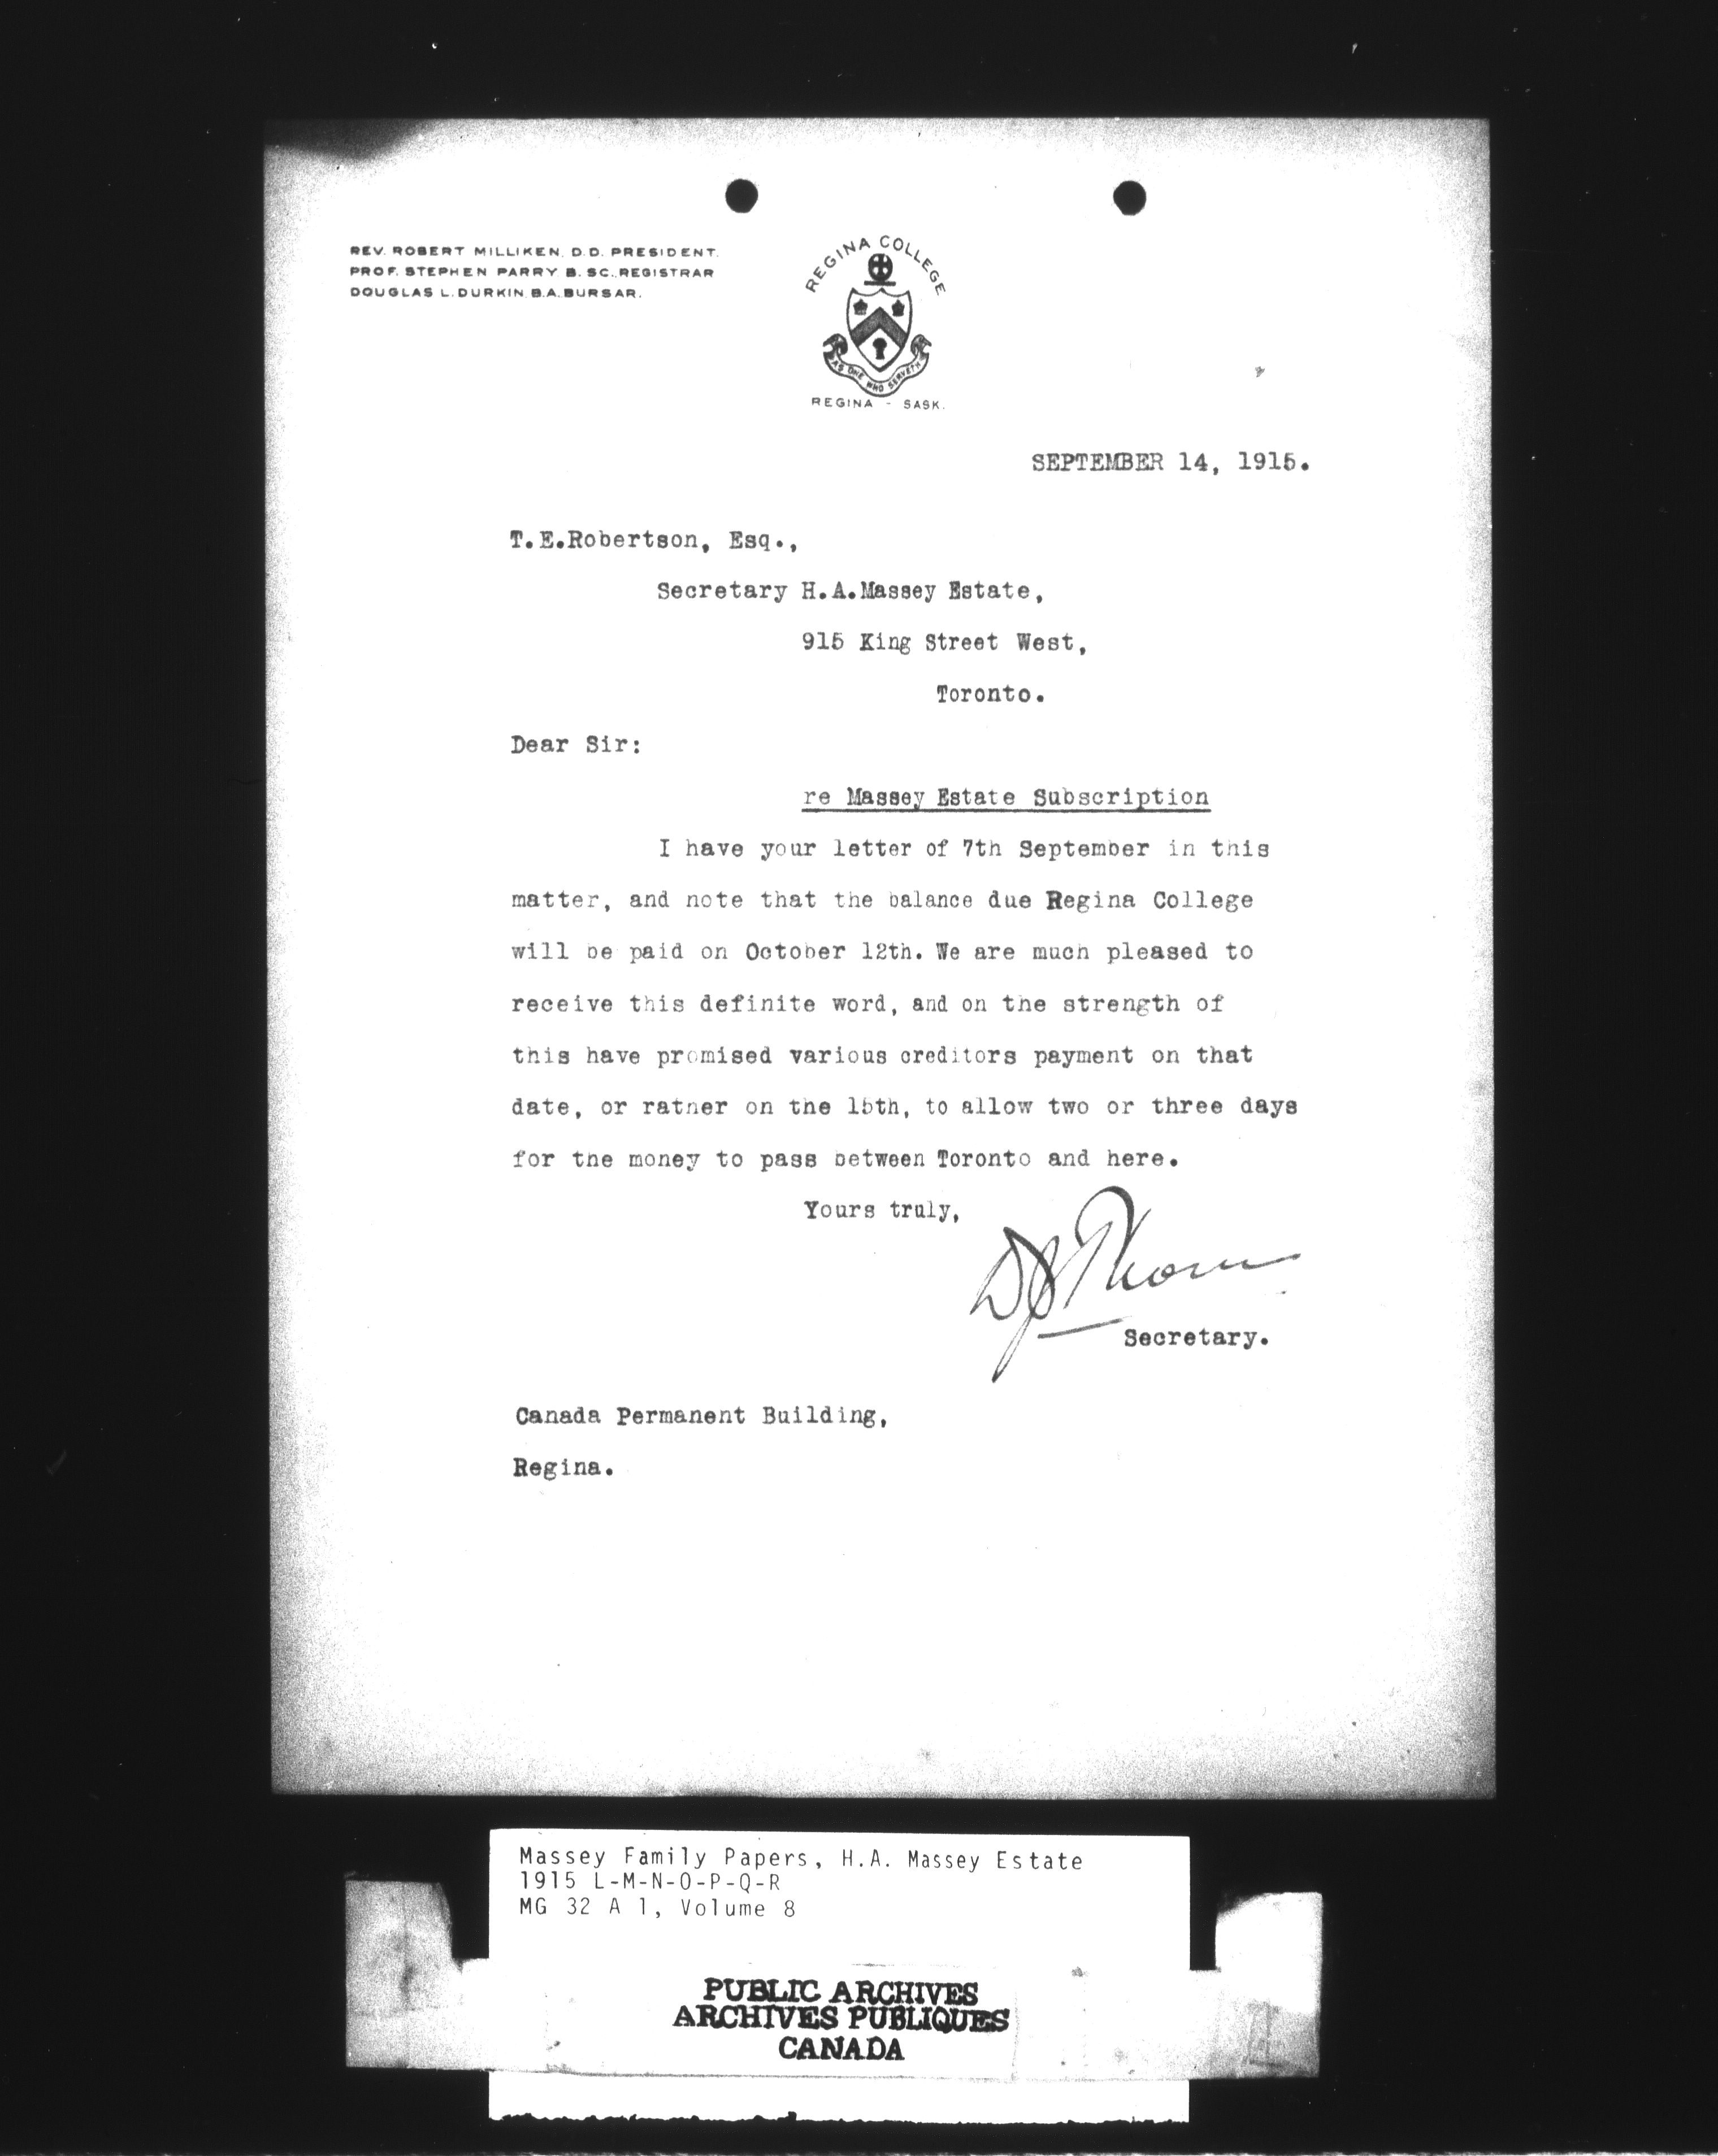 REV. ROBERT MILLIKEN, D.D. PRESIDENT.
PROF. STEPHEN PARRY B. SC., REGISTRAR
DOUGLAS L. DURKIN, B.A. BURSAR.
REGINA COLLEGE
AS ONE WHO SERVETH
REGINA - SASK.
SEPTEMBER 14, 1915.
T.E.Robertson, Esq.,
Secretary H.A.Massey Estate,
915 King Street West,
Toronto.
Dear Sir:
re Massey Estate Subscription
I have your letter of 7th September in this
matter, and note that the balance due Regina College
will be paid on October 12th. We are much pleased to
receive this definite word, and on the strength of
this have promised various creditors payment on that
date, or rather on the 15th, to allow two or three days
for the money to pass between Toronto and here.
Yours truly,
DJ Thom
Secretary.
Canada Permanent Building,
Regina.
Massey Family Papers, H.A. Massey Estate
1915 L-M-N-O-P-Q-R
MG 32 A 1, Volume 8
PUBLIC ARCHIVES
ARCHIVES PUBLIQUES
CANADA